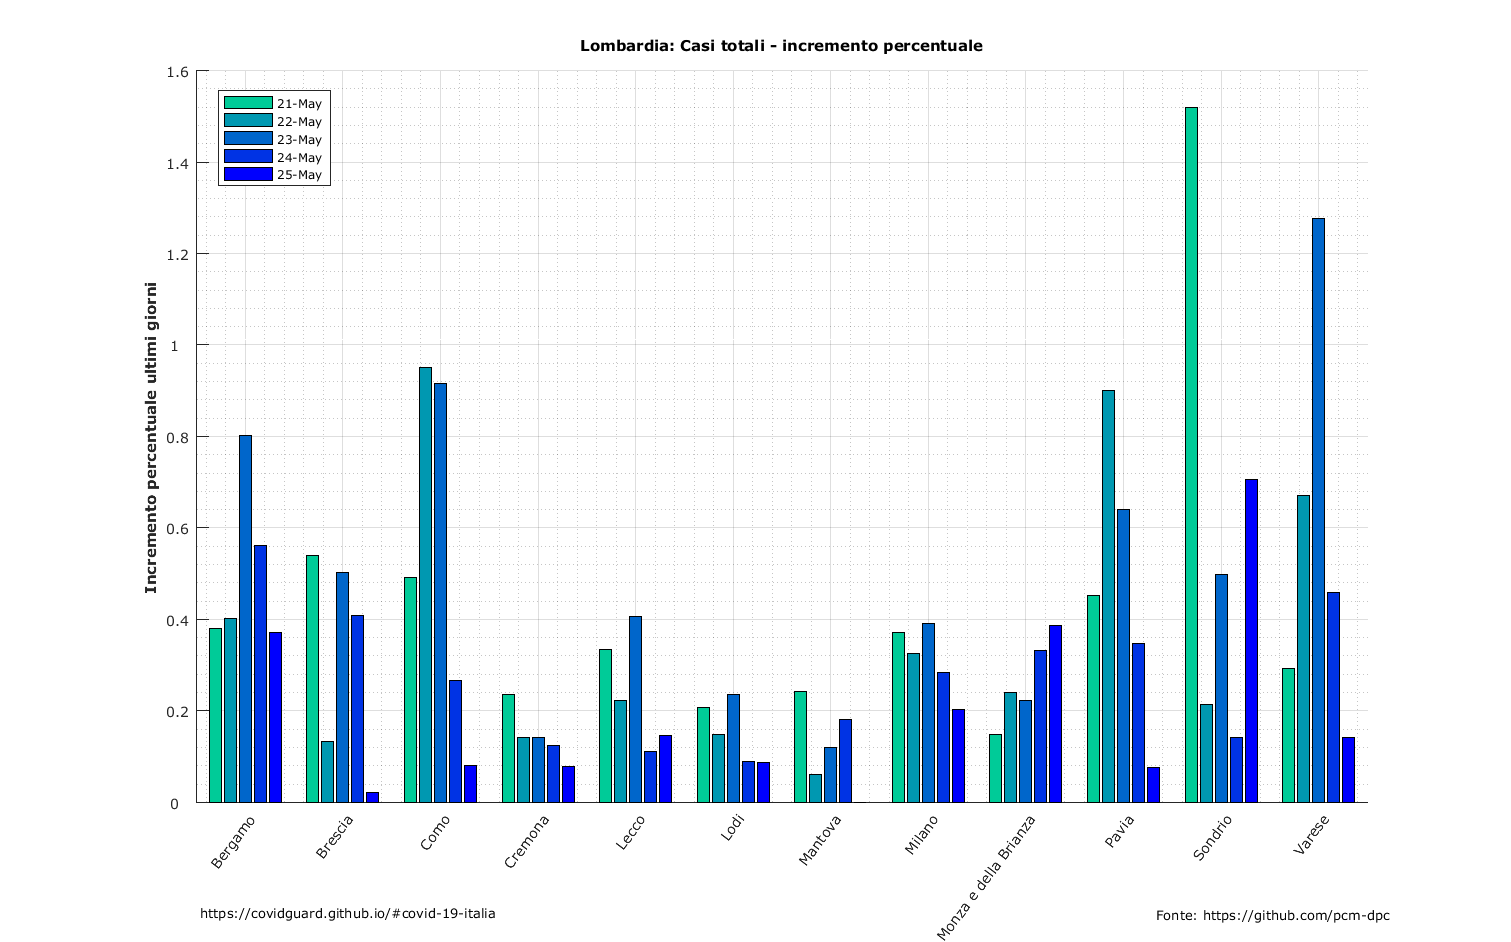 Lombardia: Casi totali - incremento percentuale
1.6
1.4
1.2
1
0.8
0.6
0.4
0.2
0
Incremento percentuale ultimi giorni
21-May
22-May
23-May
24-May
25-May
Bergamo
Brescia
Como
Cremona
Lecco
Lodi
Mantova
Milano
Monza e della Brianza
Pavia
Sondrio
Varese
https://covidguard.github.io/#covid-19-italia
Fonte: https://github.com/pcm-dpc